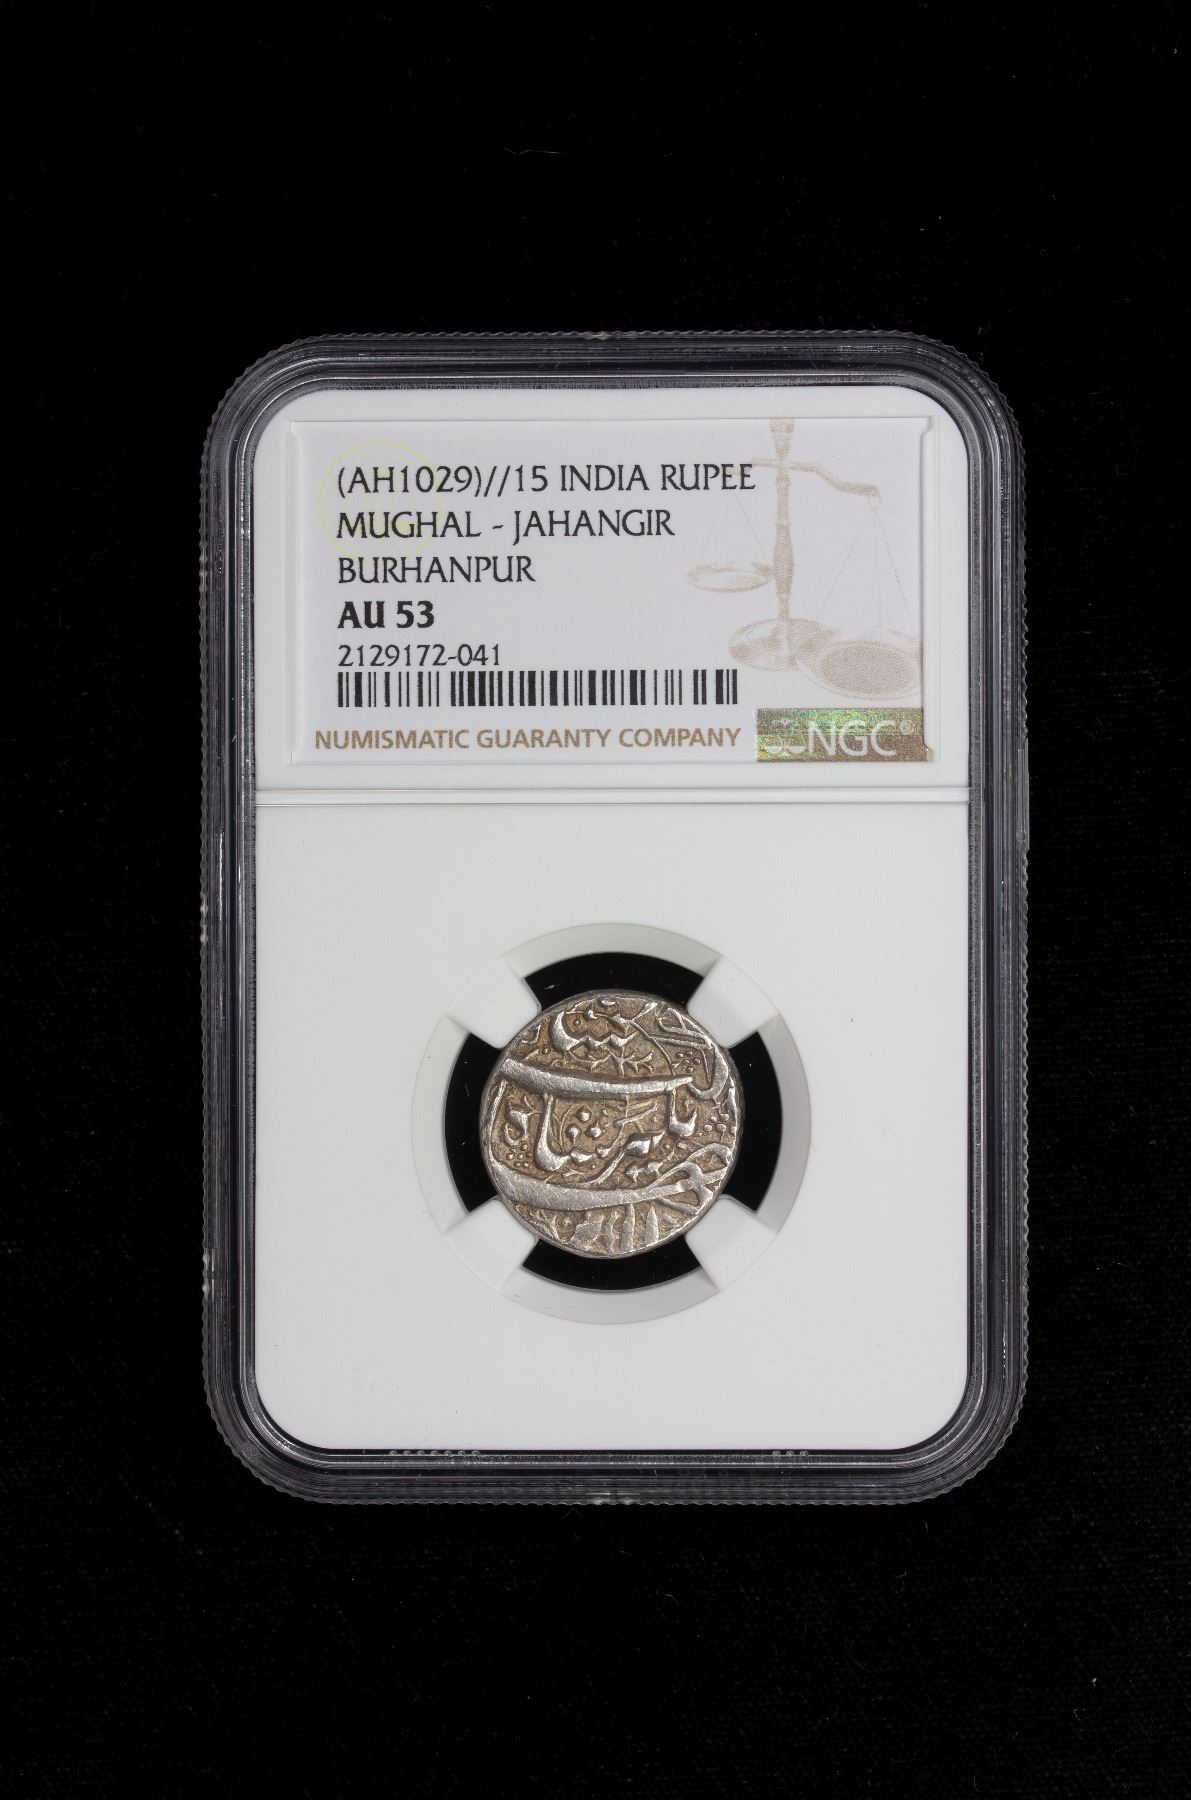 (AH1029)//15 INDIA RUPEE
MUGHAL - JAHANGIR
BURHANPUR
AU 53
2129172-041
NUMISMATIC GUARANTY COMPANY
NGC®